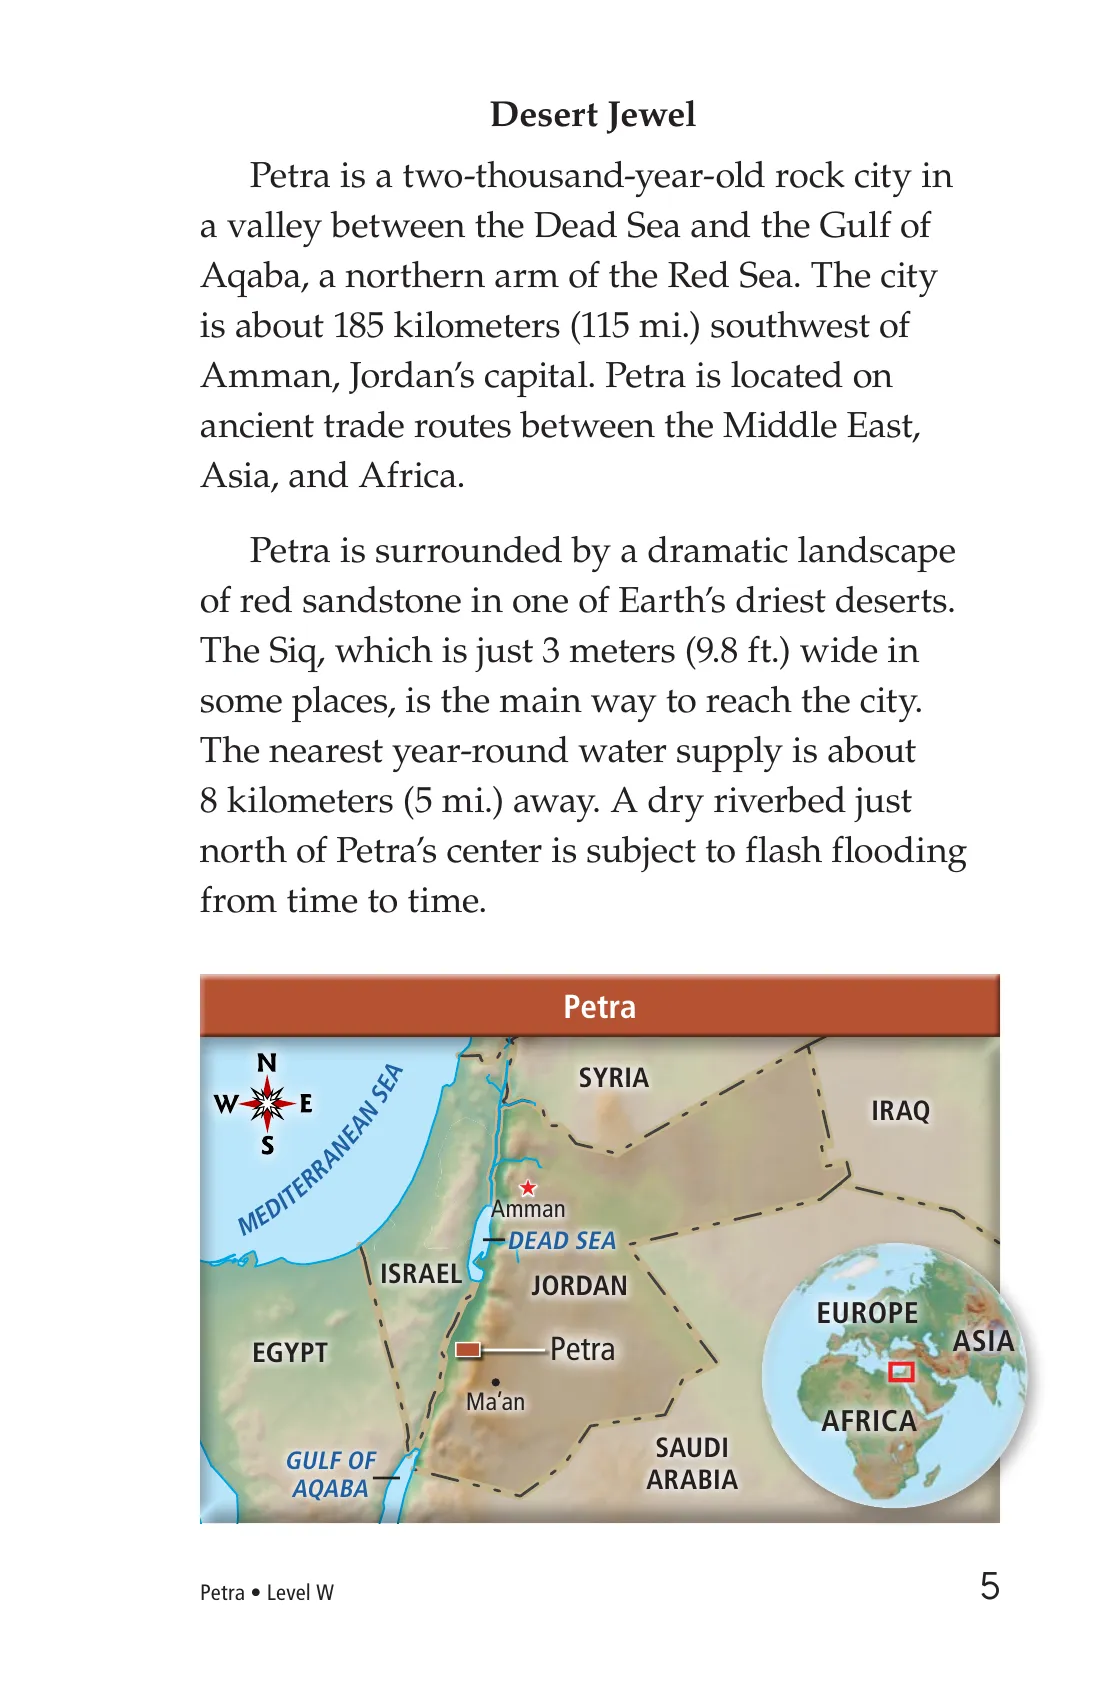 Desert Jewel
Petra is a two-thousand-year-old rock city in
a valley between the Dead Sea and the Gulf of
Aqaba, a northern arm of the Red Sea. The city
is about 185 kilometers (115 mi.) southwest of
Amman, Jordan’s capital. Petra is located on
ancient trade routes between the Middle East,
Asia, and Africa.
Petra is surrounded by a dramatic landscape
of red sandstone in one of Earth’s driest deserts.
The Siq, which is just 3 meters (9.8 ft.) wide in
some places, is the main way to reach the city.
The nearest year-round water supply is about
8 kilometers (5 mi.) away. A dry riverbed just
north of Petra’s center is subject to flash flooding
from time to time.
Petra
N
W E
S
MEDITERRANEAN SEA
SYRIA
IRAQ
Amman
DEAD SEA
ISRAEL
JORDAN
EGYPT
Petra
Ma‘an
GULF OF
AQABA
SAUDI
ARABIA
EUROPE
ASIA
AFRICA
Petra • Level W
5